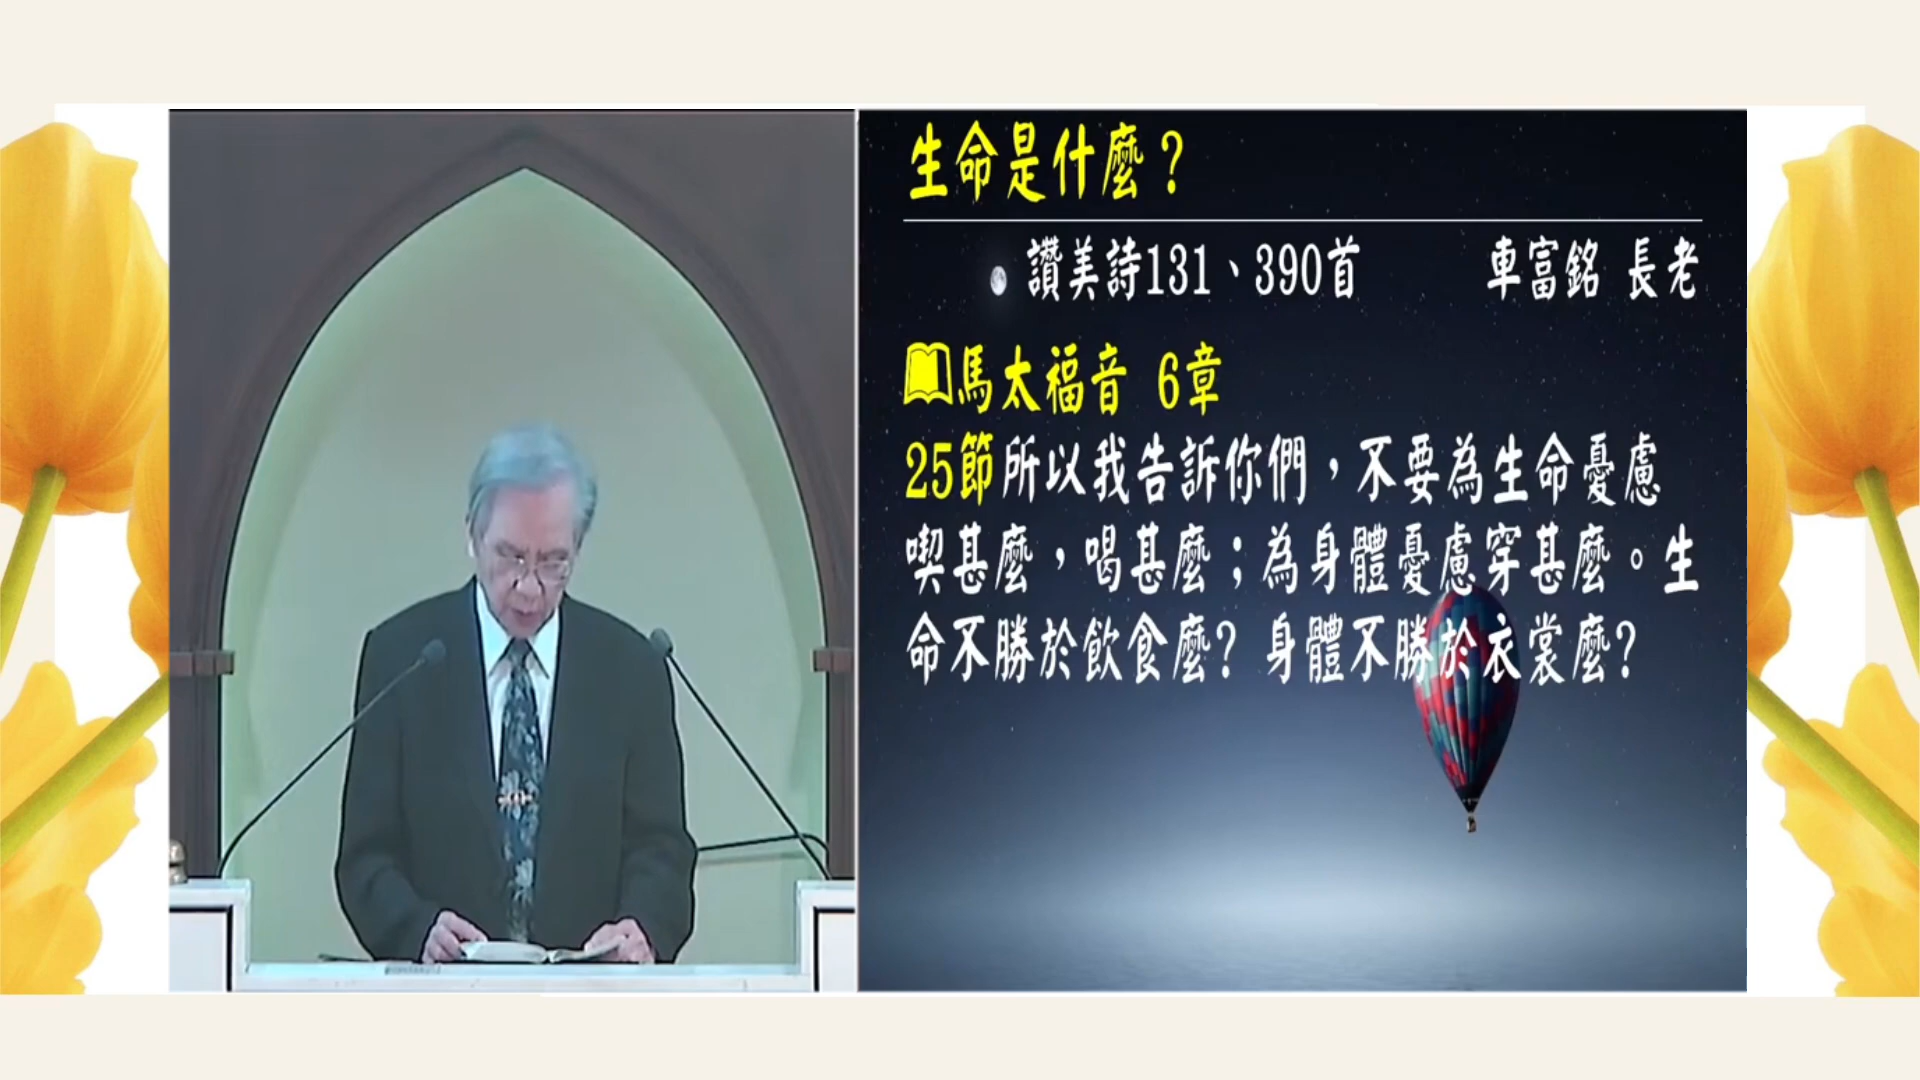 生命是什麼？
讚美詩131、390首 車富銘 長老
馬太福音 6章
25節所以我告訴你們，不要為生命憂慮
喫甚麼，喝甚麼；為身體憂慮穿甚麼。生
命不勝於飲食麼? 身體不勝於衣裳麼?